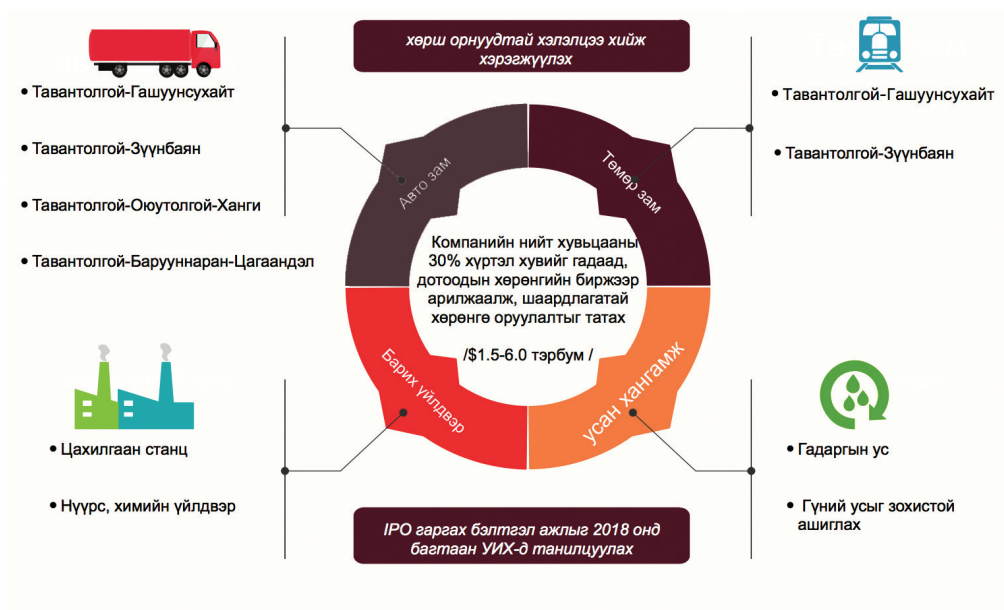 хөрш орнуудтай хэлэлцээ хийж
хэрэгжүүлэх
• Тавантолгой-Гашуунсухайт
• Тавантолгой-Зүүнбаян
• Тавантолгой-Оюутолгой-Ханги
• Тавантолгой-Барууннаран-Цагаандэл
• Тавантолгой-Гашуунсухайт
• Тавантолгой-Зүүнбаян
Авто зам
Төмөр зам
Компанийн нийт хувьцааны
30% хүртэл хувийг гадаад,
дотоодын хөрөнгийн биржээр
арилжаалж, шаардлагатай
хөрөнгө оруулалтыг татах
/$1.5-6.0 тэрбум /
Барих үйлдвэр
усан хангамж
• Цахилгаан станц
• Нүүрс, химийн үйлдвэр
• Гадаргын ус
• Гүний усыг зохистой
ашиглах
IPO гаргах бэлтгэл ажлыг 2018 онд
багтаан УИХ-д танилцуулах